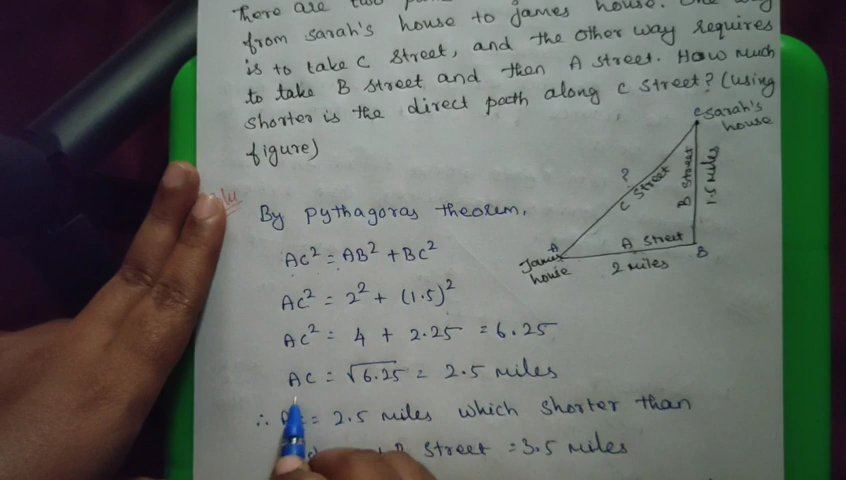 There are two
from sarah's house to james house. One way
is to take C Street, and the other way requires
to take B Street and then A Street. How much
shorter is the direct path along C Street? (using
figure)
Sarah's
house
?
C Street
B Street
1.5 miles
A
A Street
B
James
house
2 miles
By pythagoras theorem,
AC² = AB² + BC²
AC² = 2² + (1.5)²
AC² = 4 + 2.25 = 6.25
AC = √6.25 = 2.5 miles
∴ = 2.5 miles which shorter than
B Street = 3.5 miles